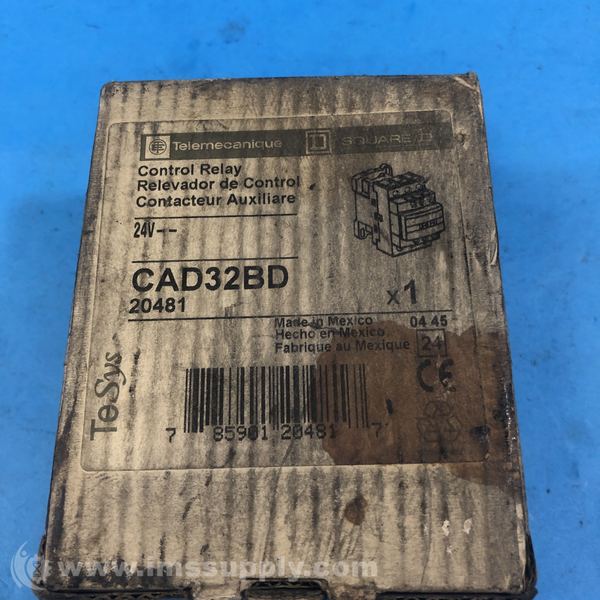 Telemecanique SQUARE D
Control Relay
Relevador de Control
Contacteur Auxiliare
24V
CAD32BD
20481
x1
Made in Mexico 04 45
Hecho en Mexico
Fabrique au Mexique 24
CE
TeSys
7 85901 20481 7
www.imssupply.com